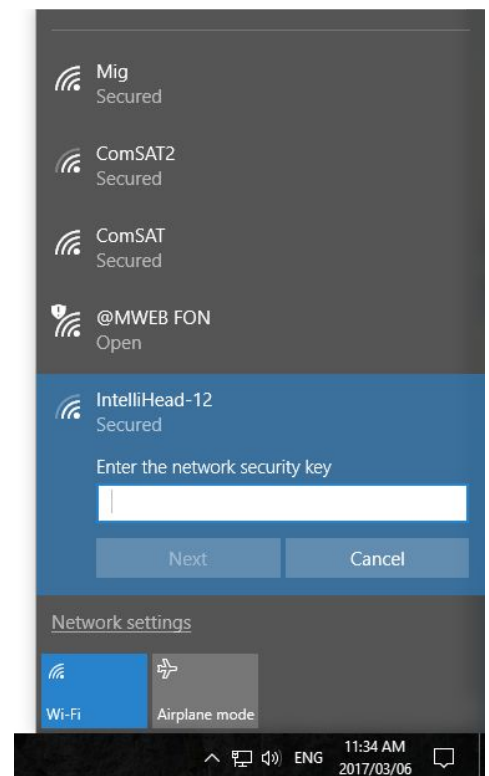 Mig
Secured
ComSAT2
Secured
ComSAT
Secured
@MWEB FON
Open
IntelliHead-12
Secured
Enter the network security key
Next
Cancel
Network settings
Wi-Fi
Airplane mode
ENG
11:34 AM
2017/03/06